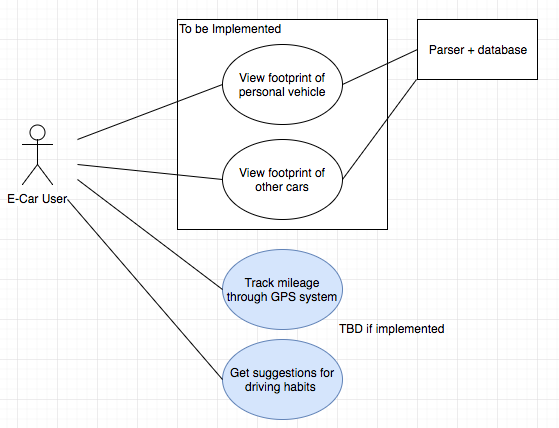 To be Implemented
View footprint of
personal vehicle
Parser + database
View footprint of
other cars
E-Car User
Track mileage
through GPS system
TBD if implemented
Get suggestions for
driving habits